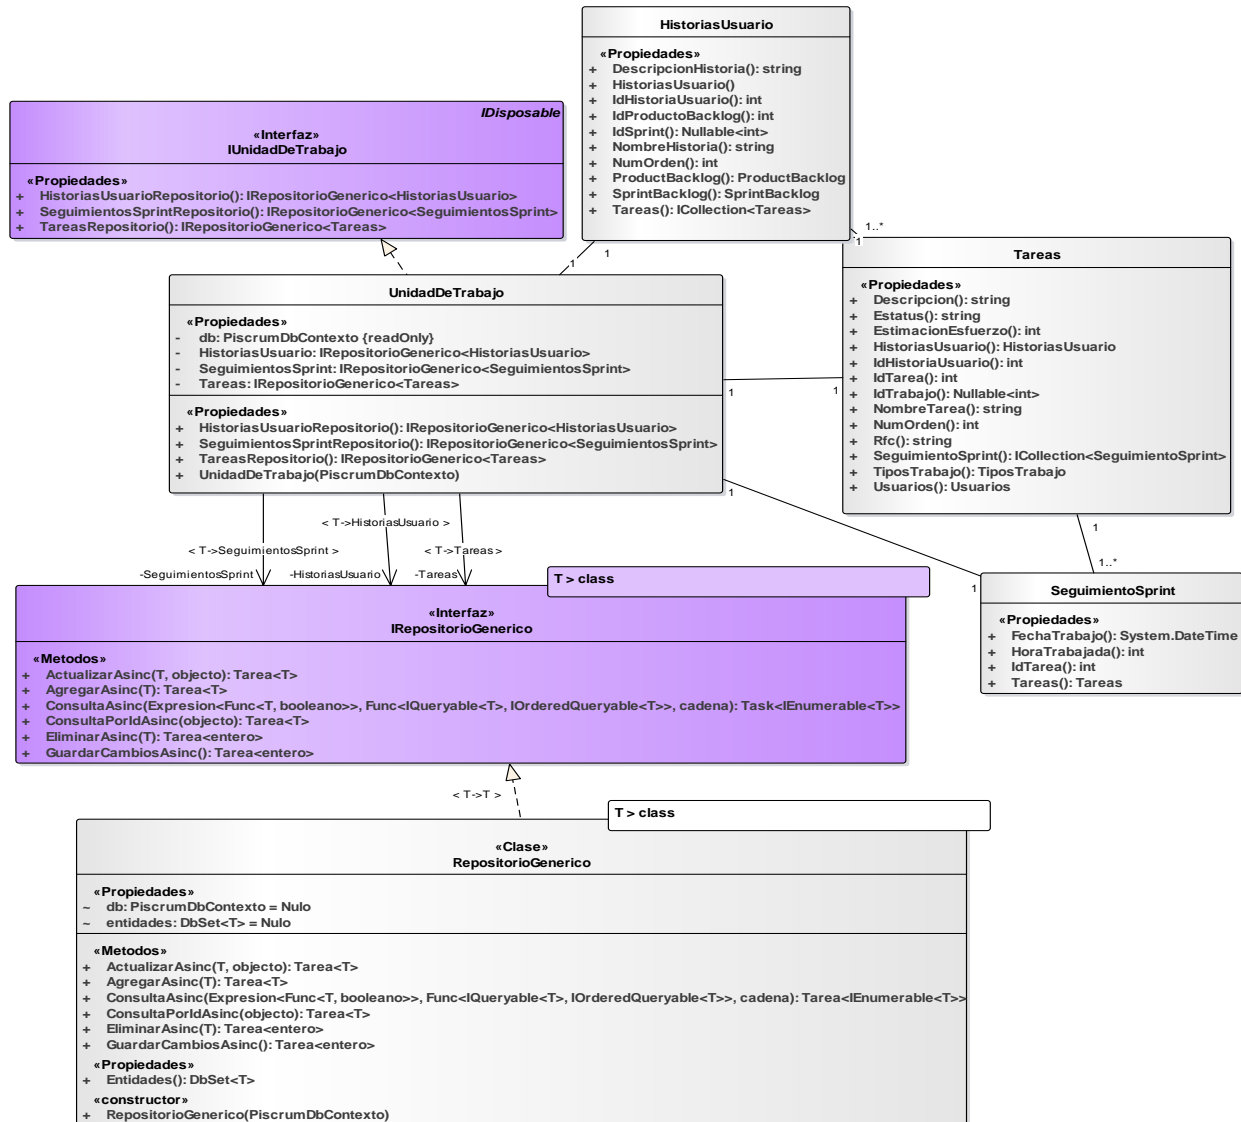 HistoriasUsuario
«Propiedades»
+ DescripcionHistoria(): string
+ HistoriasUsuario()
+ IdHistoriaUsuario(): int
+ IdProductoBacklog(): int
+ IdSprint(): Nullable<int>
+ NombreHistoria(): string
+ NumOrden(): int
+ ProductBacklog(): ProductBacklog
+ SprintBacklog(): SprintBacklog
+ Tareas(): ICollection<Tareas>
IDisposable
«Interfaz»
IUnidadDeTrabajo
«Propiedades»
+ HistoriasUsuarioRepositorio(): IRepositorioGenerico<HistoriasUsuario>
+ SeguimientosSprintRepositorio(): IRepositorioGenerico<SeguimientosSprint>
+ TareasRepositorio(): IRepositorioGenerico<Tareas>
1
1
1..*
1
Tareas
«Propiedades»
+ Descripcion(): string
+ Estatus(): string
+ EstimacionEsfuerzo(): int
+ HistoriasUsuario(): HistoriasUsuario
+ IdHistoriaUsuario(): int
+ IdTarea(): int
+ IdTrabajo(): Nullable<int>
+ NombreTarea(): string
+ NumOrden(): int
+ Rfc(): string
+ SeguimientoSprint(): ICollection<SeguimientoSprint>
+ TiposTrabajo(): TiposTrabajo
+ Usuarios(): Usuarios
UnidadDeTrabajo
«Propiedades»
- db: PiscrumDbContexto {readOnly}
- HistoriasUsuario: IRepositorioGenerico<HistoriasUsuario>
- SeguimientosSprint: IRepositorioGenerico<SeguimientosSprint>
- Tareas: IRepositorioGenerico<Tareas>
«Propiedades»
+ HistoriasUsuarioRepositorio(): IRepositorioGenerico<HistoriasUsuario>
+ SeguimientosSprintRepositorio(): IRepositorioGenerico<SeguimientosSprint>
+ TareasRepositorio(): IRepositorioGenerico<Tareas>
+ UnidadDeTrabajo(PiscrumDbContexto)
1
1
1
1
1
1..*
< T->HistoriasUsuario >
< T->SeguimientosSprint >
< T->Tareas >
-SeguimientosSprint
-HistoriasUsuario
-Tareas
SeguimientoSprint
«Propiedades»
+ FechaTrabajo(): System.DateTime
+ HoraTrabajada(): int
+ IdTarea(): int
+ Tareas(): Tareas
T > class
«Interfaz»
IRepositorioGenerico
«Metodos»
+ ActualizarAsinc(T, objecto): Tarea<T>
+ AgregarAsinc(T): Tarea<T>
+ ConsultaAsinc(Expresion<Func<T, booleano>>, Func<IQueryable<T>, IOrderedQueryable<T>>, cadena): Task<IEnumerable<T>>
+ ConsultaPorIdAsinc(objecto): Tarea<T>
+ EliminarAsinc(T): Tarea<entero>
+ GuardarCambiosAsinc(): Tarea<entero>
< T->T >
T > class
«Clase»
RepositorioGenerico
«Propiedades»
~ db: PiscrumDbContexto = Nulo
~ entidades: DbSet<T> = Nulo
«Metodos»
+ ActualizarAsinc(T, objecto): Tarea<T>
+ AgregarAsinc(T): Tarea<T>
+ ConsultaAsinc(Expresion<Func<T, booleano>>, Func<IQueryable<T>, IOrderedQueryable<T>>, cadena): Tarea<IEnumerable<T>>
+ ConsultaPorIdAsinc(objecto): Tarea<T>
+ EliminarAsinc(T): Tarea<entero>
+ GuardarCambiosAsinc(): Tarea<entero>
«Propiedades»
+ Entidades(): DbSet<T>
«constructor»
+ RepositorioGenerico(PiscrumDbContexto)